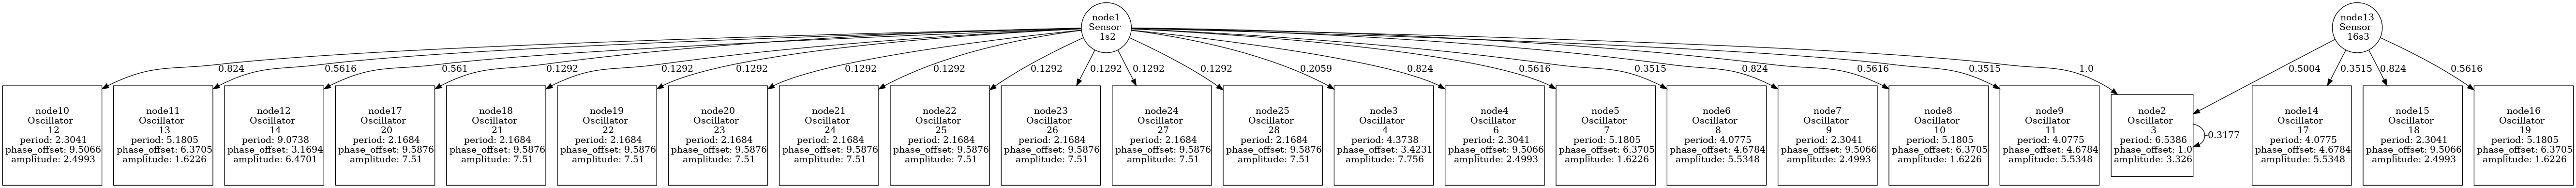 node1
Sensor
1s2
node13
Sensor
16s3
0.824
-0.5616
-0.561
-0.1292
-0.1292
-0.1292
-0.1292
-0.1292
-0.1292
-0.1292
-0.1292
-0.1292
0.2059
0.824
-0.5616
-0.3515
0.824
-0.5616
-0.3515
1.0
-0.5004
-0.3515
0.824
-0.5616
node10
Oscillator
12
period: 2.3041
phase_offset: 9.5066
amplitude: 2.4993
node11
Oscillator
13
period: 5.1805
phase_offset: 6.3705
amplitude: 1.6226
node12
Oscillator
14
period: 9.0738
phase_offset: 3.1694
amplitude: 6.4701
node17
Oscillator
20
period: 2.1684
phase_offset: 9.5876
amplitude: 7.51
node18
Oscillator
21
period: 2.1684
phase_offset: 9.5876
amplitude: 7.51
node19
Oscillator
22
period: 2.1684
phase_offset: 9.5876
amplitude: 7.51
node20
Oscillator
23
period: 2.1684
phase_offset: 9.5876
amplitude: 7.51
node21
Oscillator
24
period: 2.1684
phase_offset: 9.5876
amplitude: 7.51
node22
Oscillator
25
period: 2.1684
phase_offset: 9.5876
amplitude: 7.51
node23
Oscillator
26
period: 2.1684
phase_offset: 9.5876
amplitude: 7.51
node24
Oscillator
27
period: 2.1684
phase_offset: 9.5876
amplitude: 7.51
node25
Oscillator
28
period: 2.1684
phase_offset: 9.5876
amplitude: 7.51
node3
Oscillator
4
period: 4.3738
phase_offset: 3.4231
amplitude: 7.756
node4
Oscillator
6
period: 2.3041
phase_offset: 9.5066
amplitude: 2.4993
node5
Oscillator
7
period: 5.1805
phase_offset: 6.3705
amplitude: 1.6226
node6
Oscillator
8
period: 4.0775
phase_offset: 4.6784
amplitude: 5.5348
node7
Oscillator
9
period: 2.3041
phase_offset: 9.5066
amplitude: 2.4993
node8
Oscillator
10
period: 5.1805
phase_offset: 6.3705
amplitude: 1.6226
node9
Oscillator
11
period: 4.0775
phase_offset: 4.6784
amplitude: 5.5348
node2
Oscillator
3
period: 6.5386
phase_offset: 1.0
amplitude: 3.326
-0.3177
node14
Oscillator
17
period: 4.0775
phase_offset: 4.6784
amplitude: 5.5348
node15
Oscillator
18
period: 2.3041
phase_offset: 9.5066
amplitude: 2.4993
node16
Oscillator
19
period: 5.1805
phase_offset: 6.3705
amplitude: 1.6226